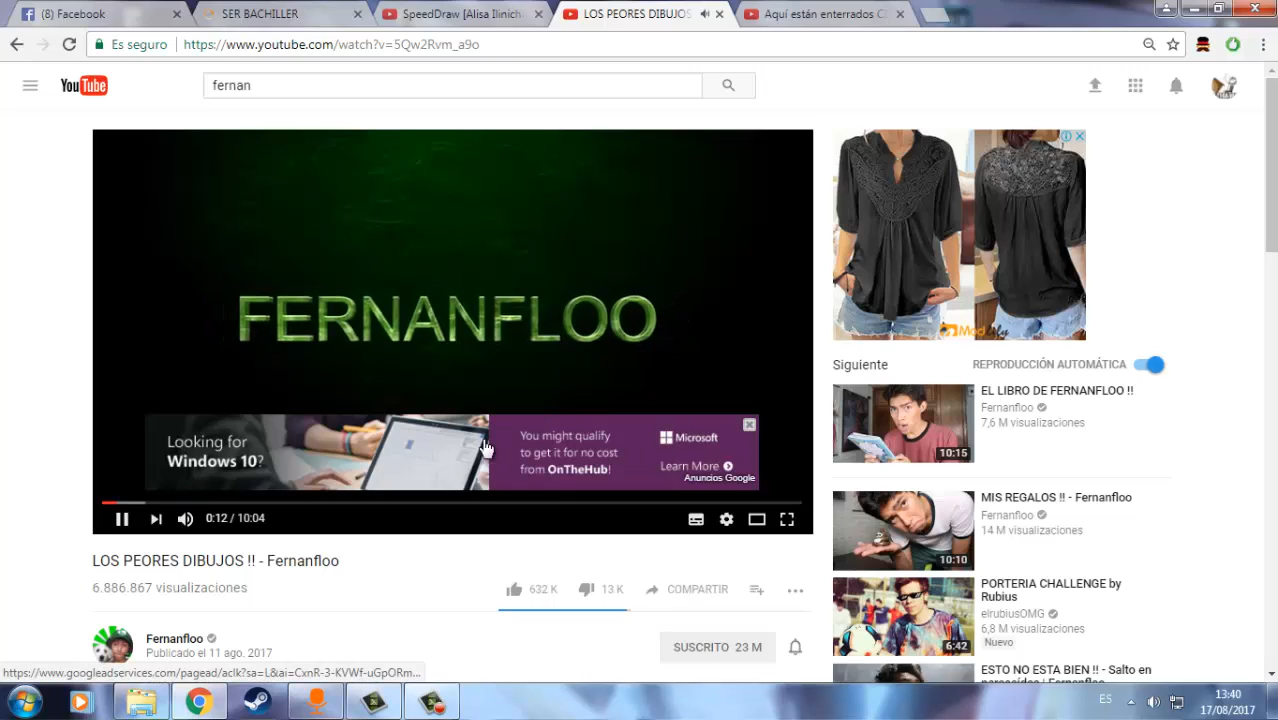 (3) Facebook
SER BACHILLER
SpeedDraw [Alisa Ilinich
LOS PEORES DIBUJOS
Aquí están enterrados C
Es seguro
https://www.youtube.com/watch?v=5Qw2Rvm_a9o
YouTube
fernan
FERNANFLOO
Looking for
Windows 10?
You might qualify
to get it for no cost
from OnTheHub!
Microsoft
Learn More
Anuncios Google
0:12 / 10:04
LOS PEORES DIBUJOS !! - Fernanfloo
6.886.867 visualizaciones
632 K
13 K
COMPARTIR
Fernanfloo
Publicado el 11 ago. 2017
SUSCRITO 23 M
Siguiente
REPRODUCCIÓN AUTOMÁTICA
EL LIBRO DE FERNANFLOO !!
Fernanfloo
7,6 M visualizaciones
10:15
MIS REGALOS !! - Fernanfloo
Fernanfloo
14 M visualizaciones
10:10
PORTERIA CHALLENGE by
Rubius
elrubiusOMG
6,8 M visualizaciones
Nuevo
6:42
ESTO NO ESTA BIEN !! - Salto en
https://www.googleadservices.com/pagead/aclk?sa=L&ai=CxnR-3-KVWf-uGpORm...
ES
13:40
17/08/2017